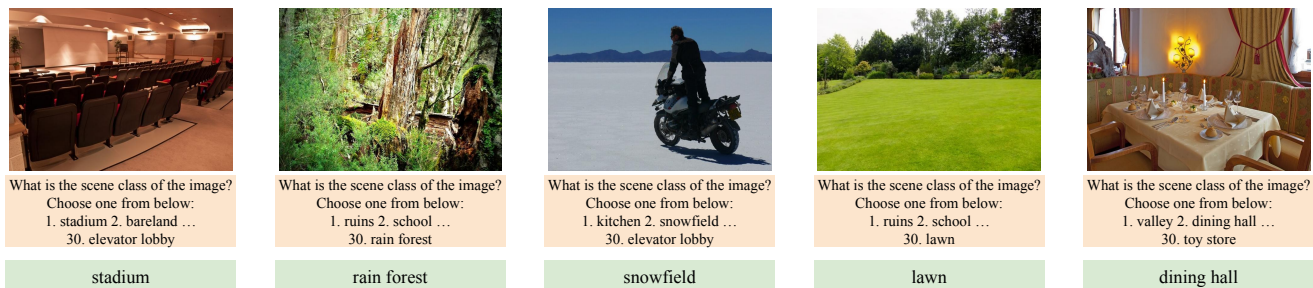 What is the scene class of the image?
Choose one from below:
1. stadium 2. bareland …
30. elevator lobby
stadium
What is the scene class of the image?
Choose one from below:
1. ruins 2. school …
30. rain forest
rain forest
What is the scene class of the image?
Choose one from below:
1. kitchen 2. snowfield …
30. elevator lobby
snowfield
What is the scene class of the image?
Choose one from below:
1. ruins 2. school …
30. lawn
lawn
What is the scene class of the image?
Choose one from below:
1. valley 2. dining hall …
30. toy store
dining hall